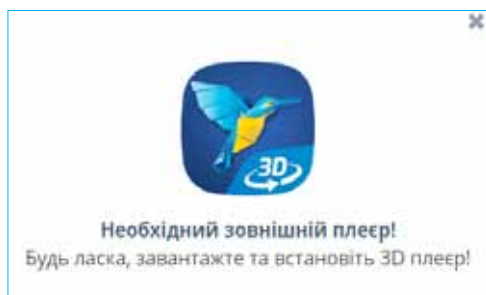 3D
Необхідний зовнішній плеєр!
Будь ласка, завантажте та встановіть 3D плеєр!